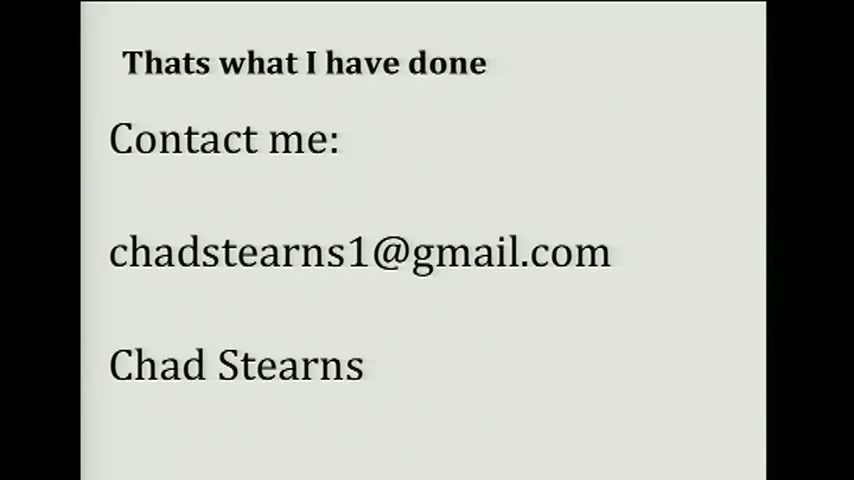 Thats what I have done
Contact me:
chadstearns1@gmail.com
Chad Stearns